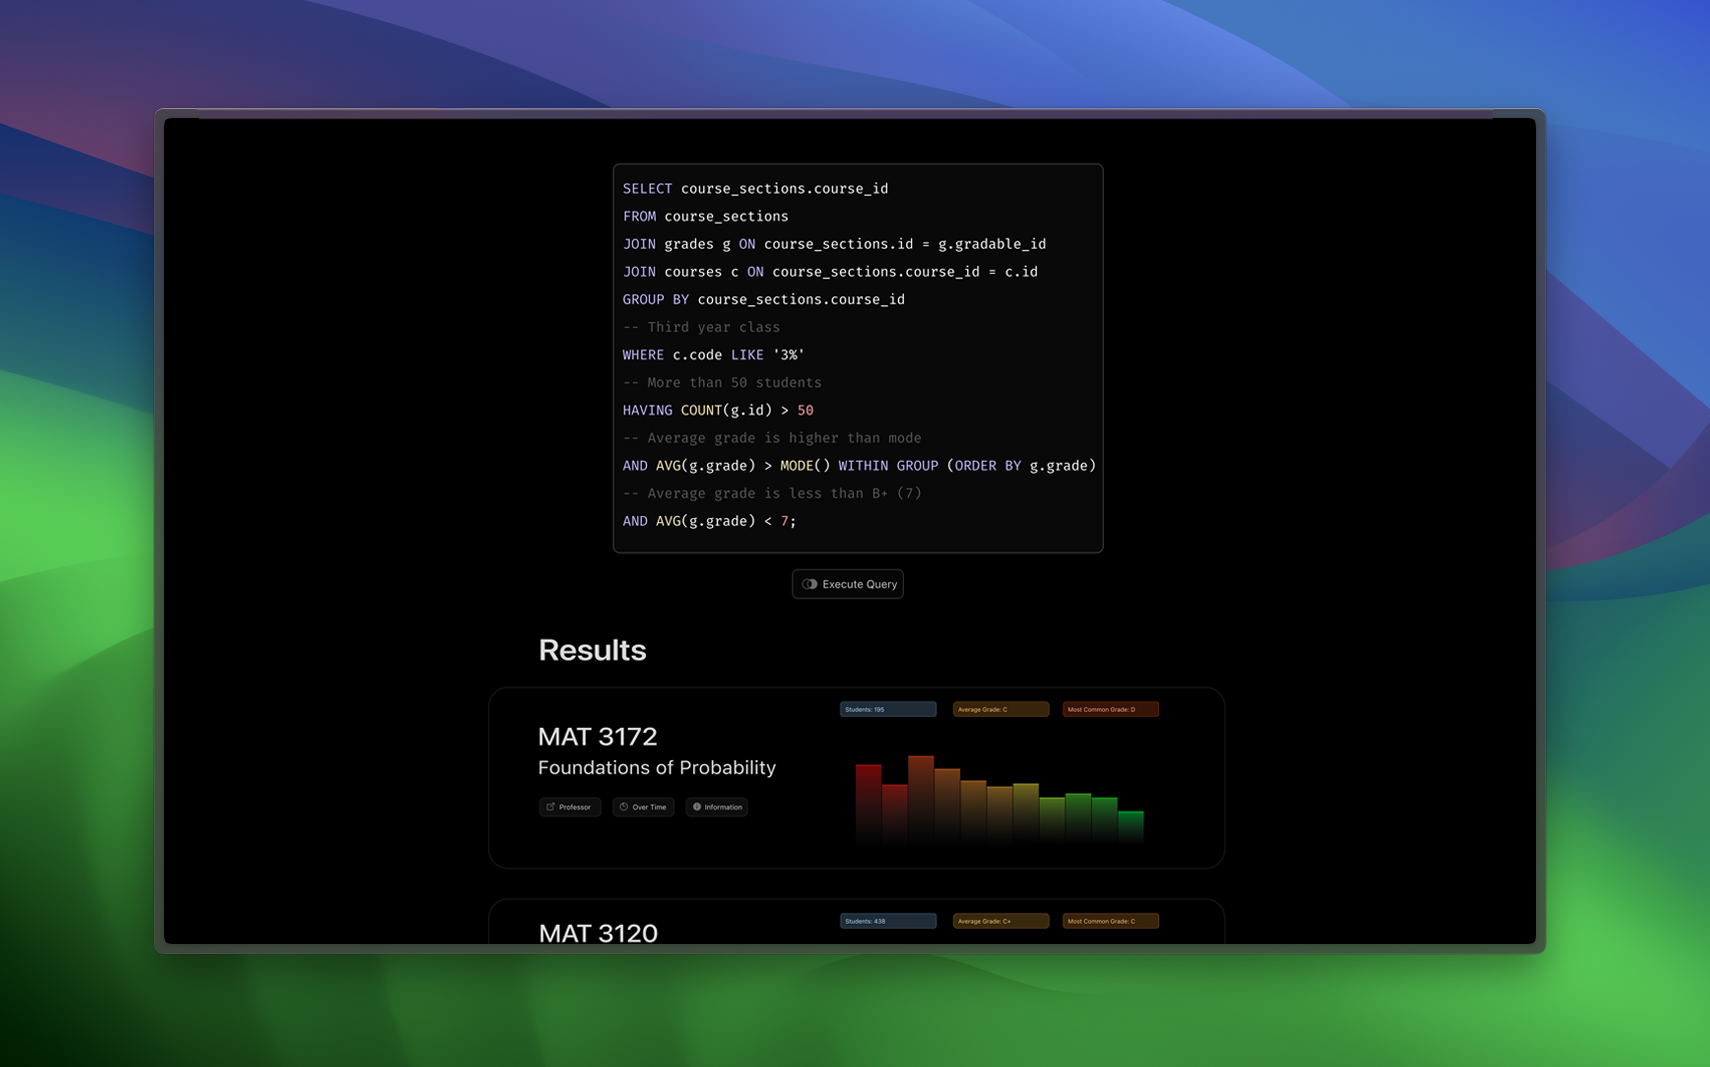 SELECT course_sections.course_id
FROM course_sections
JOIN grades g ON course_sections.id = g.gradable_id
JOIN courses c ON course_sections.course_id = c.id
GROUP BY course_sections.course_id
-- Third year class
WHERE c.code LIKE '3%'
-- More than 50 students
HAVING COUNT(g.id) > 50
-- Average grade is higher than mode
AND AVG(g.grade) > MODE() WITHIN GROUP (ORDER BY g.grade)
-- Average grade is less than B+ (7)
AND AVG(g.grade) < 7;
Execute Query
Results
Students: 195 Average Grade: C Most Common Grade: D
MAT 3172
Foundations of Probability
Professor Over Time Information
Students: 438 Average Grade: C+ Most Common Grade: C
MAT 3120